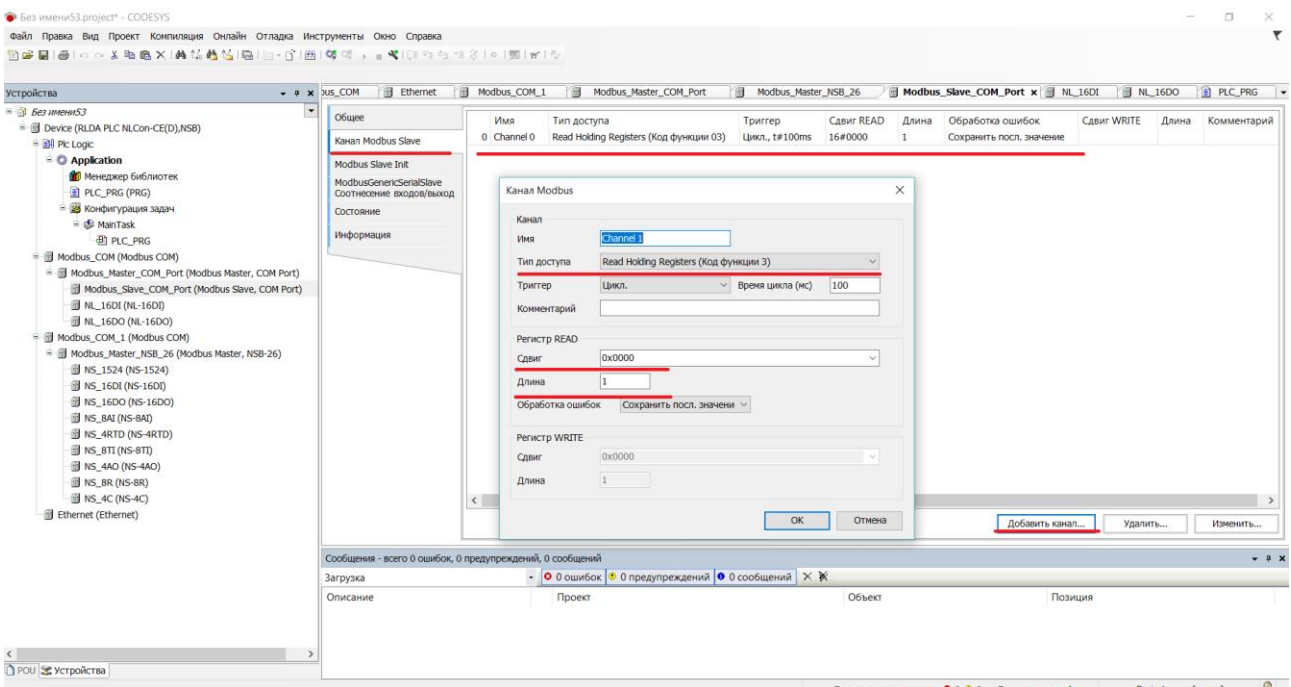 Без имени53.project* - CODESYS
Файл Правка Вид Проект Компиляция Онлайн Отладка Инструменты Окно Справка
Устройства
Без имени53
Device (RLDA PLC NLCon-CE(D),NSB)
Plc Logic
Application
Менеджер библиотек
PLC_PRG (PRG)
Конфигурация задач
MainTask
PLC_PRG
Modbus_COM (Modbus COM)
Modbus_Master_COM_Port (Modbus Master, COM Port)
Modbus_Slave_COM_Port (Modbus Slave, COM Port)
NL_16DI (NL-16DI)
NL_16DO (NL-16DO)
Modbus_COM_1 (Modbus COM)
Modbus_Master_NSB_26 (Modbus Master, NSB-26)
NS_1524 (NS-1524)
NS_16DI (NS-16DI)
NS_16DO (NS-16DO)
NS_8AI (NS-8AI)
NS_4RTD (NS-4RTD)
NS_8TI (NS-8TI)
NS_4AO (NS-4AO)
NS_8R (NS-8R)
NS_4C (NS-4C)
Ethernet (Ethernet)
POU Устройства
us_COM Ethernet Modbus_COM_1 Modbus_Master_COM_Port Modbus_Master_NSB_26 Modbus_Slave_COM_Port NL_16DI NL_16DO PLC_PRG
Общее
Канал Modbus Slave
Modbus Slave Init
ModbusGenericSerialSlave
Соотнесение входов/выход
Состояние
Информация
Имя Тип доступа Триггер Сдвиг READ Длина Обработка ошибок Сдвиг WRITE Длина Комментарий
0 Channel 0 Read Holding Registers (Код функции 03) Цикл., t#100ms 16#0000 1 Сохранить посл. значение
Канал Modbus
Канал
Имя Channel 1
Тип доступа Read Holding Registers (Код функции 3)
Триггер Цикл. Время цикла (мс) 100
Комментарий
Регистр READ
Сдвиг 0x0000
Длина 1
Обработка ошибок Сохранить посл. значени
Регистр WRITE
Сдвиг 0x0000
Длина 1
OK Отмена
Добавить канал... Удалить... Изменить...
Сообщения - всего 0 ошибок, 0 предупреждений, 0 сообщений
Загрузка 0 ошибок 0 предупреждений 0 сообщений
Описание Проект Объект Позиция